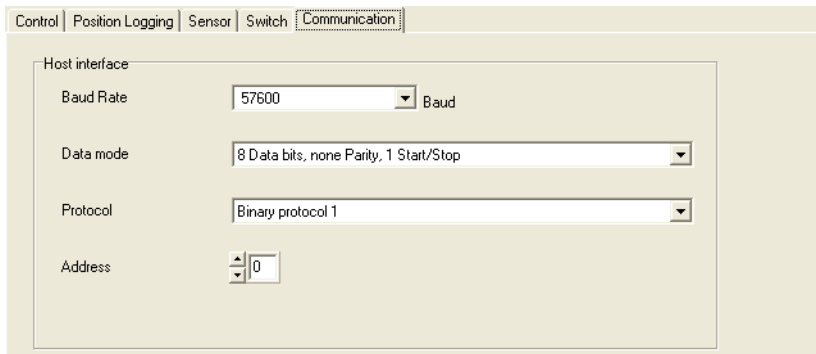 Control Position Logging Sensor Switch Communication
Host interface
Baud Rate 57600 Baud
Data mode 8 Data bits, none Parity, 1 Start/Stop
Protocol Binary protocol 1
Address 0